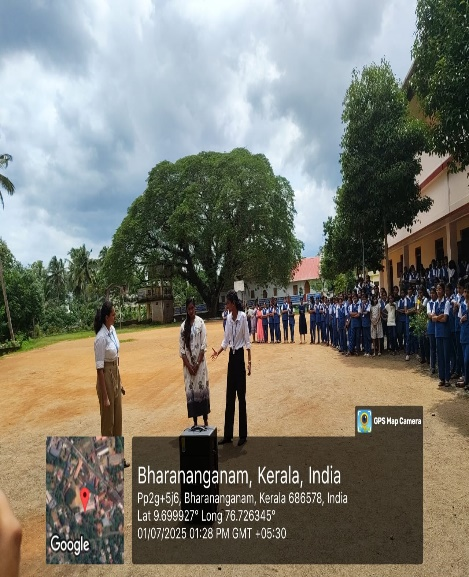 GPS Map Camera
Bharananganam, Kerala, India
Pp2g+5j6, Bharananganam, Kerala 686578, India
Lat 9.699927° Long 76.726345°
01/07/2025 01:28 PM GMT +05:30
Google